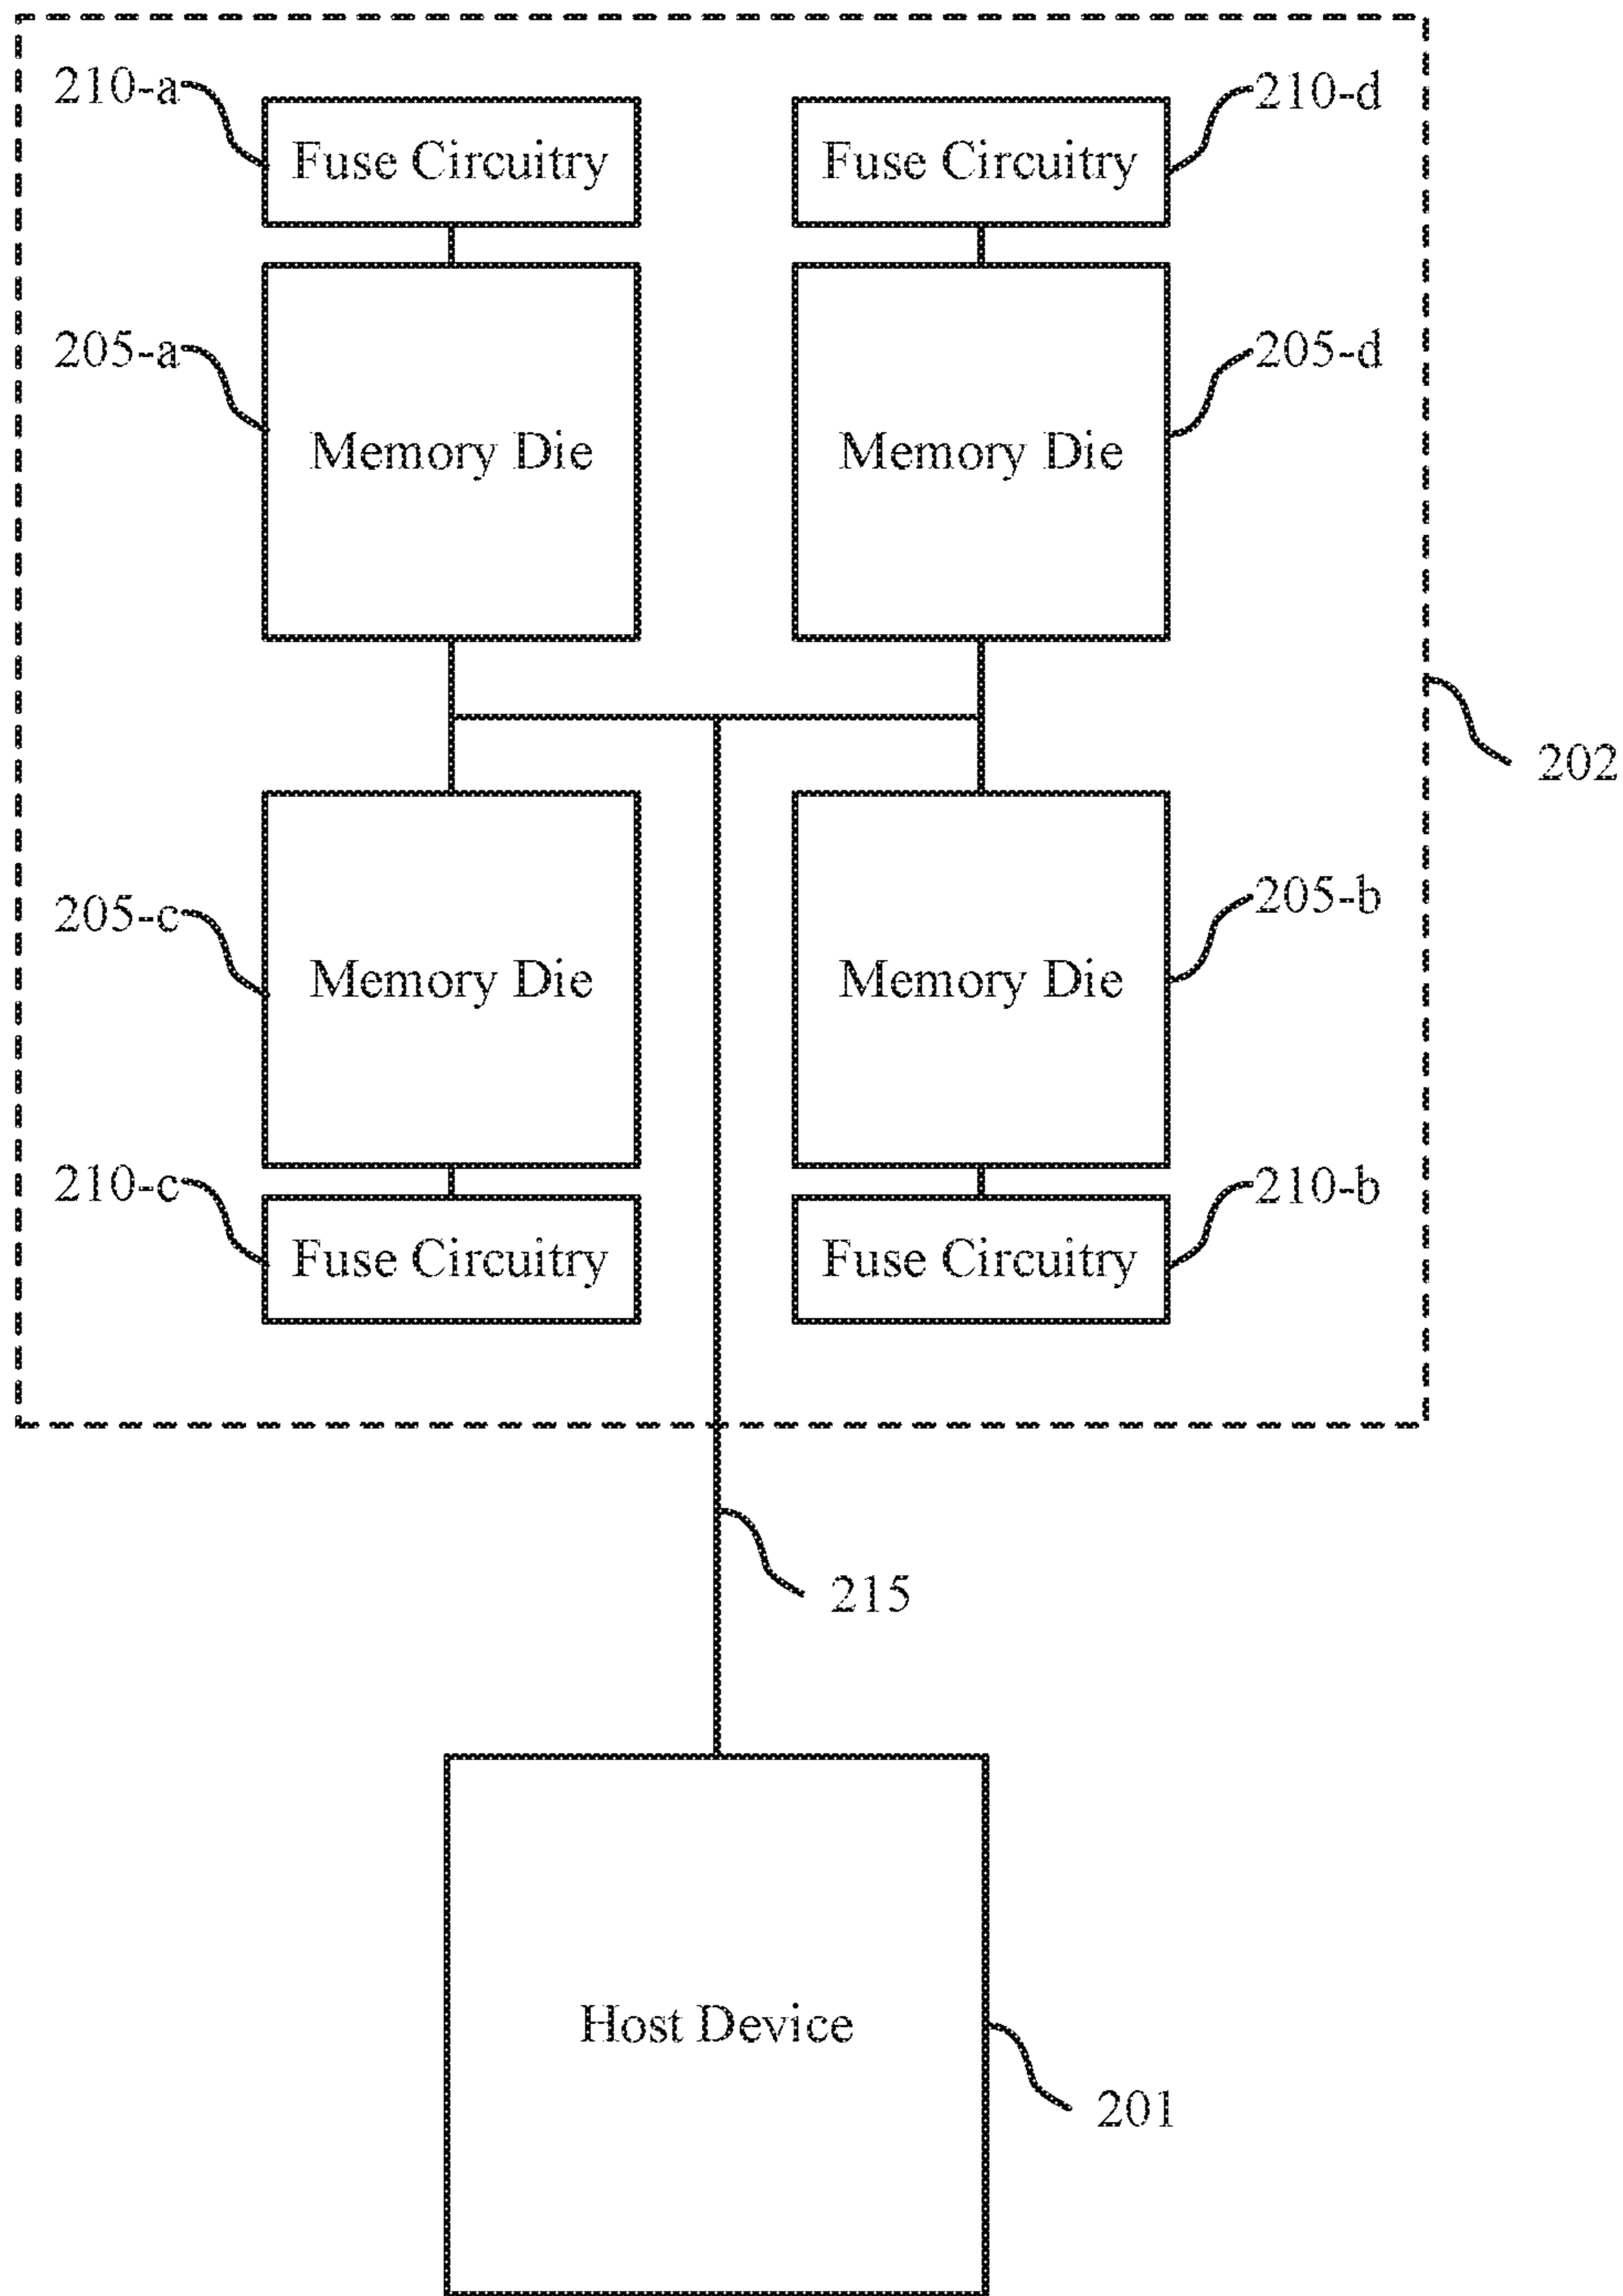 210-a
210-d
Fuse Circuitry
Fuse Circuitry
205-a
205-d
Memory Die
Memory Die
202
205-c
205-b
Memory Die
Memory Die
210-c
210-b
Fuse Circuitry
Fuse Circuitry
215
Host Device
201